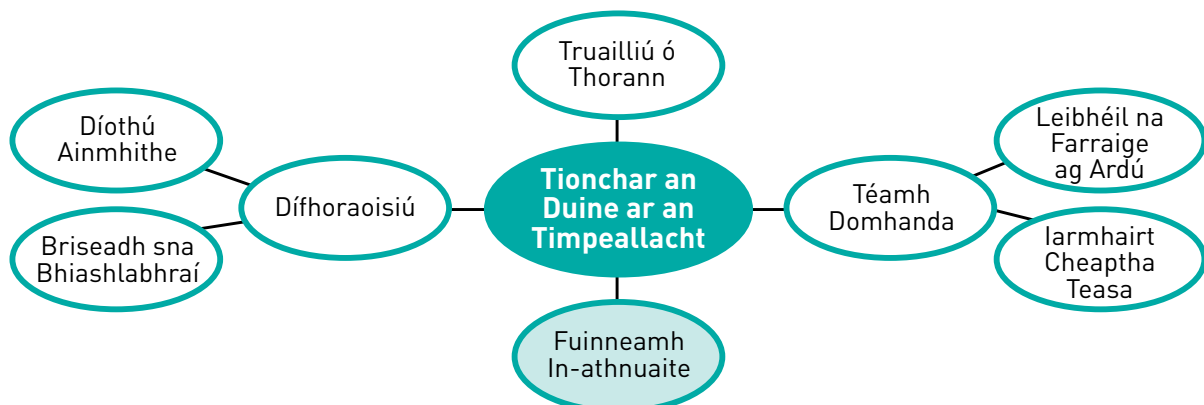 Truailliú ó
Thorann
Díothú
Ainmhithe
Leibhéil na
Farraige
ag Ardú
Dífhoraoisiú
Tionchar an
Duine ar an
Timpeallacht
Téamh
Domhanda
Briseadh sna
Bhiashlabhraí
Iarmhairt
Cheaptha
Teasa
Fuinneamh
In-athnuaite